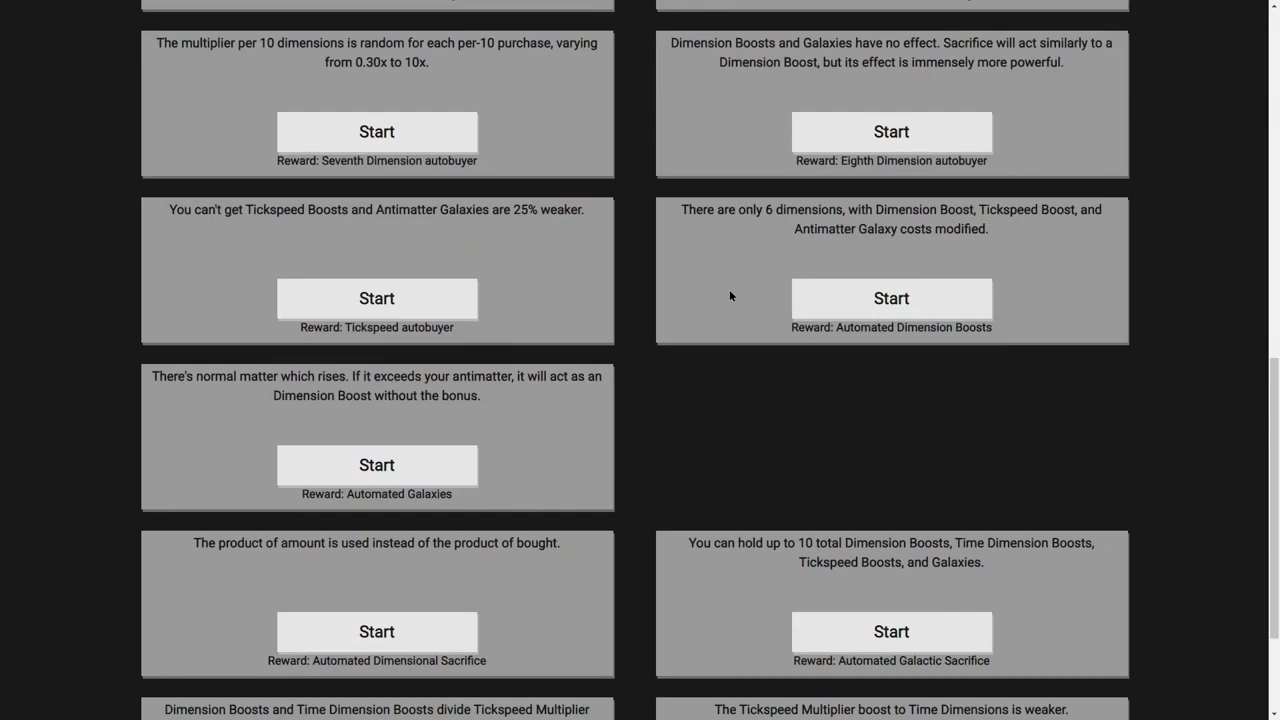 The multiplier per 10 dimensions is random for each per-10 purchase, varying
from 0.30x to 10x.
Start
Reward: Seventh Dimension autobuyer
Dimension Boosts and Galaxies have no effect. Sacrifice will act similarly to a
Dimension Boost, but its effect is immensely more powerful.
Start
Reward: Eighth Dimension autobuyer
You can't get Tickspeed Boosts and Antimatter Galaxies are 25% weaker.
Start
Reward: Tickspeed autobuyer
There are only 6 dimensions, with Dimension Boost, Tickspeed Boost, and
Antimatter Galaxy costs modified.
Start
Reward: Automated Dimension Boosts
There's normal matter which rises. If it exceeds your antimatter, it will act as an
Dimension Boost without the bonus.
Start
Reward: Automated Galaxies
The product of amount is used instead of the product of bought.
Start
Reward: Automated Dimensional Sacrifice
You can hold up to 10 total Dimension Boosts, Time Dimension Boosts,
Tickspeed Boosts, and Galaxies.
Start
Reward: Automated Galactic Sacrifice
Dimension Boosts and Time Dimension Boosts divide Tickspeed Multiplier
The Tickspeed Multiplier boost to Time Dimensions is weaker.